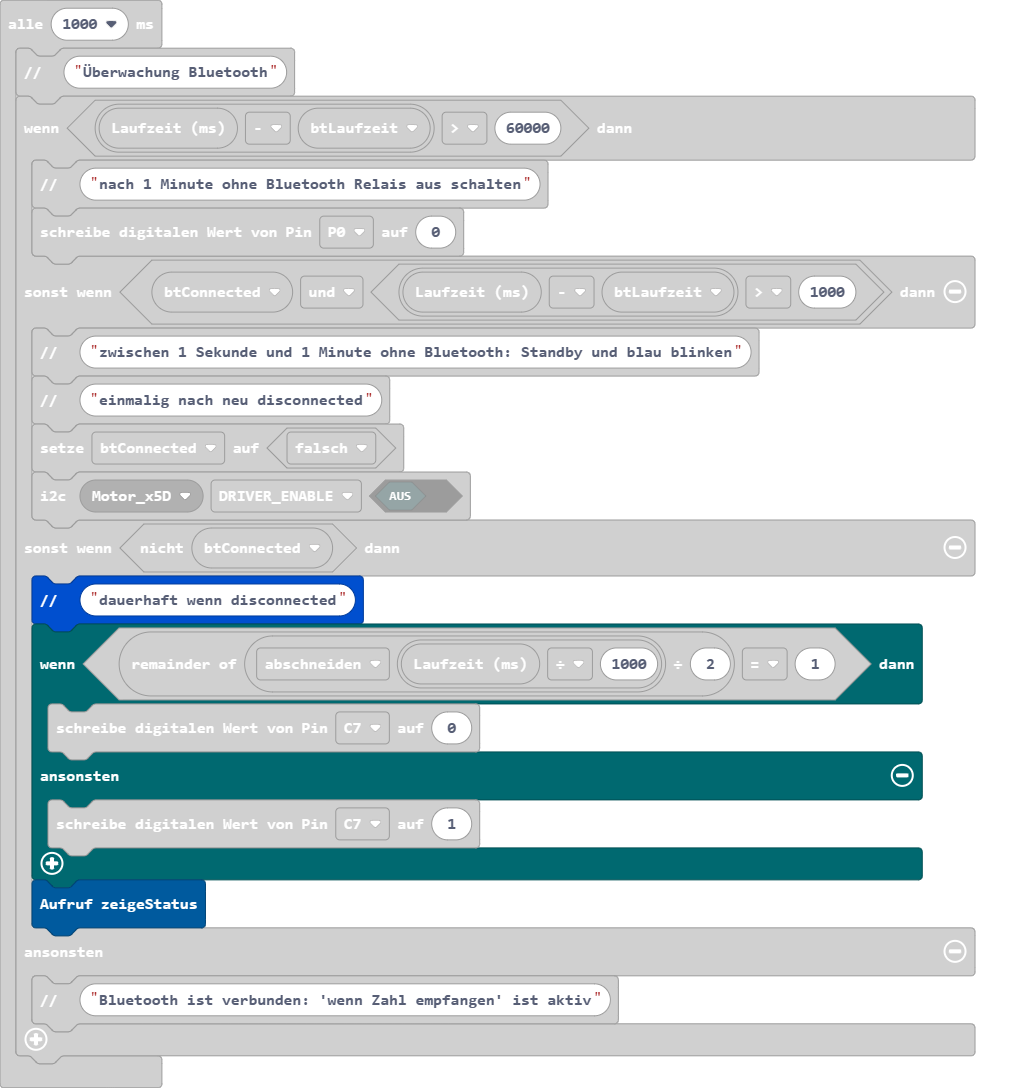 alle 1000 ms
// "Überwachung Bluetooth"
wenn Laufzeit (ms) - btLaufzeit > 60000 dann
// "nach 1 Minute ohne Bluetooth Relais aus schalten"
schreibe digitalen Wert von Pin P0 auf 0
sonst wenn btConnected und Laufzeit (ms) - btLaufzeit > 1000 dann
// "zwischen 1 Sekunde und 1 Minute ohne Bluetooth: Standby und blau blinken"
// "einmalig nach neu disconnected"
setze btConnected auf falsch
i2c Motor_x5D DRIVER_ENABLE AUS
sonst wenn nicht btConnected dann
// "dauerhaft wenn disconnected"
wenn remainder of abschneiden Laufzeit (ms) ÷ 1000 ÷ 2 = 1 dann
schreibe digitalen Wert von Pin C7 auf 0
ansonsten
schreibe digitalen Wert von Pin C7 auf 1
Aufruf zeigeStatus
ansonsten
// "Bluetooth ist verbunden: 'wenn Zahl empfangen' ist aktiv"